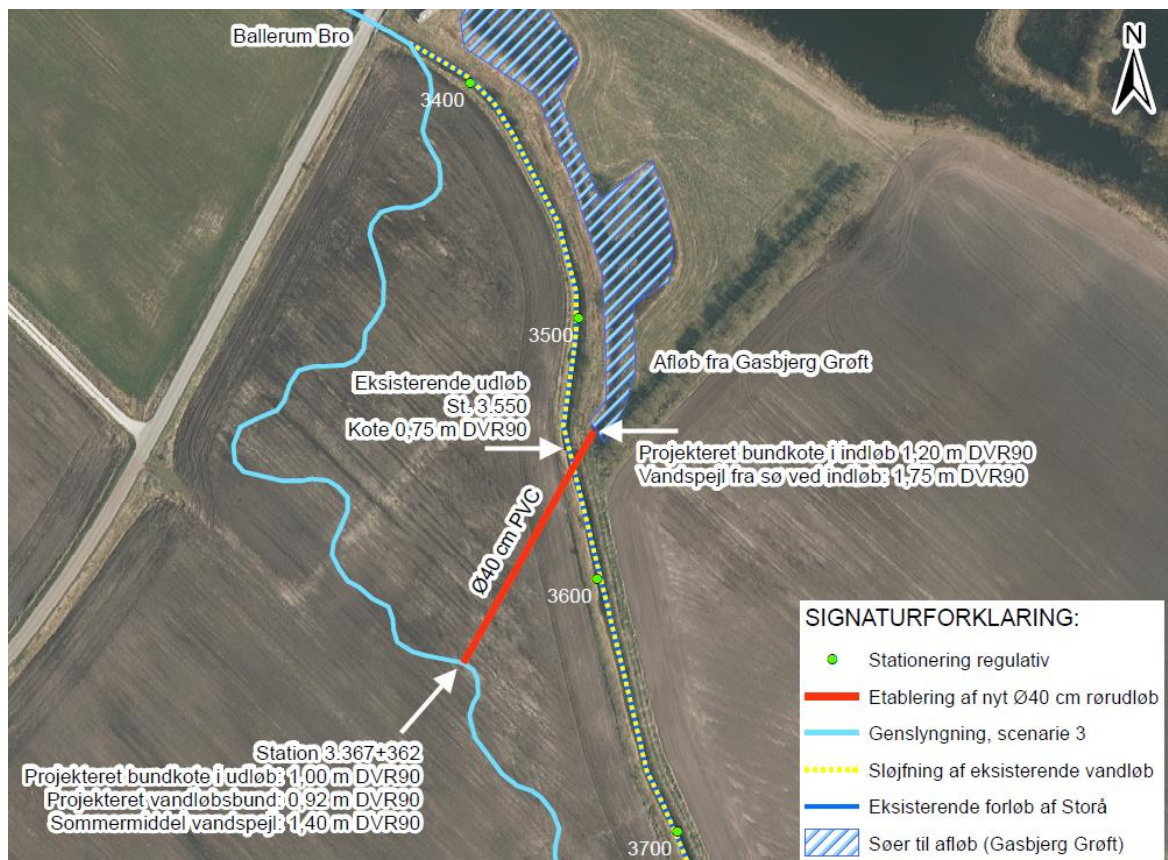 Ballerum Bro
N
3400
3500
Afløb fra Gasbjerg Grøft
Eksisterende udløb
St. 3.550
Kote 0,75 m DVR90
Projekteret bundkote i indløb 1,20 m DVR90
Vandspejl fra sø ved indløb: 1,75 m DVR90
Ø40 cm PVC
3600
Station 3.367+362
Projekteret bundkote i udløb: 1,00 m DVR90
Projekteret vandløbsbund: 0,92 m DVR90
Sommermiddel vandspejl: 1,40 m DVR90
3700
SIGNATURFORKLARING:
Stationering regulativ
Etablering af nyt Ø40 cm rørudløb
Genslyngning, scenarie 3
Sløjfning af eksisterende vandløb
Eksisterende forløb af Storå
Søer til afløb (Gasbjerg Grøft)